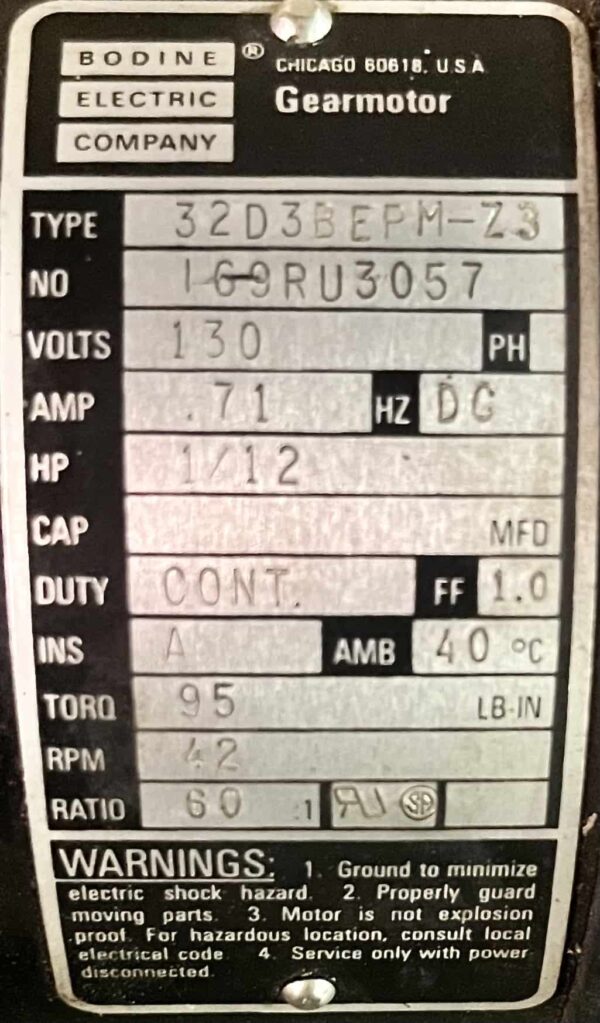 BODINE ® CHICAGO 60618, U.S.A
ELECTRIC Gearmotor
COMPANY
TYPE 32D3BEPM-Z3
NO 169RU3057
VOLTS 130 PH
AMP .71 HZ DC
HP 1/12
CAP MFD
DUTY CONT. FF 1.0
INS A AMB 40 °C
TORQ 95 LB-IN
RPM 42
RATIO 60 :1 RU SP
WARNINGS: 1. Ground to minimize
electric shock hazard. 2. Properly guard
moving parts. 3. Motor is not explosion
proof. For hazardous location, consult local
electrical code. 4. Service only with power
disconnected.